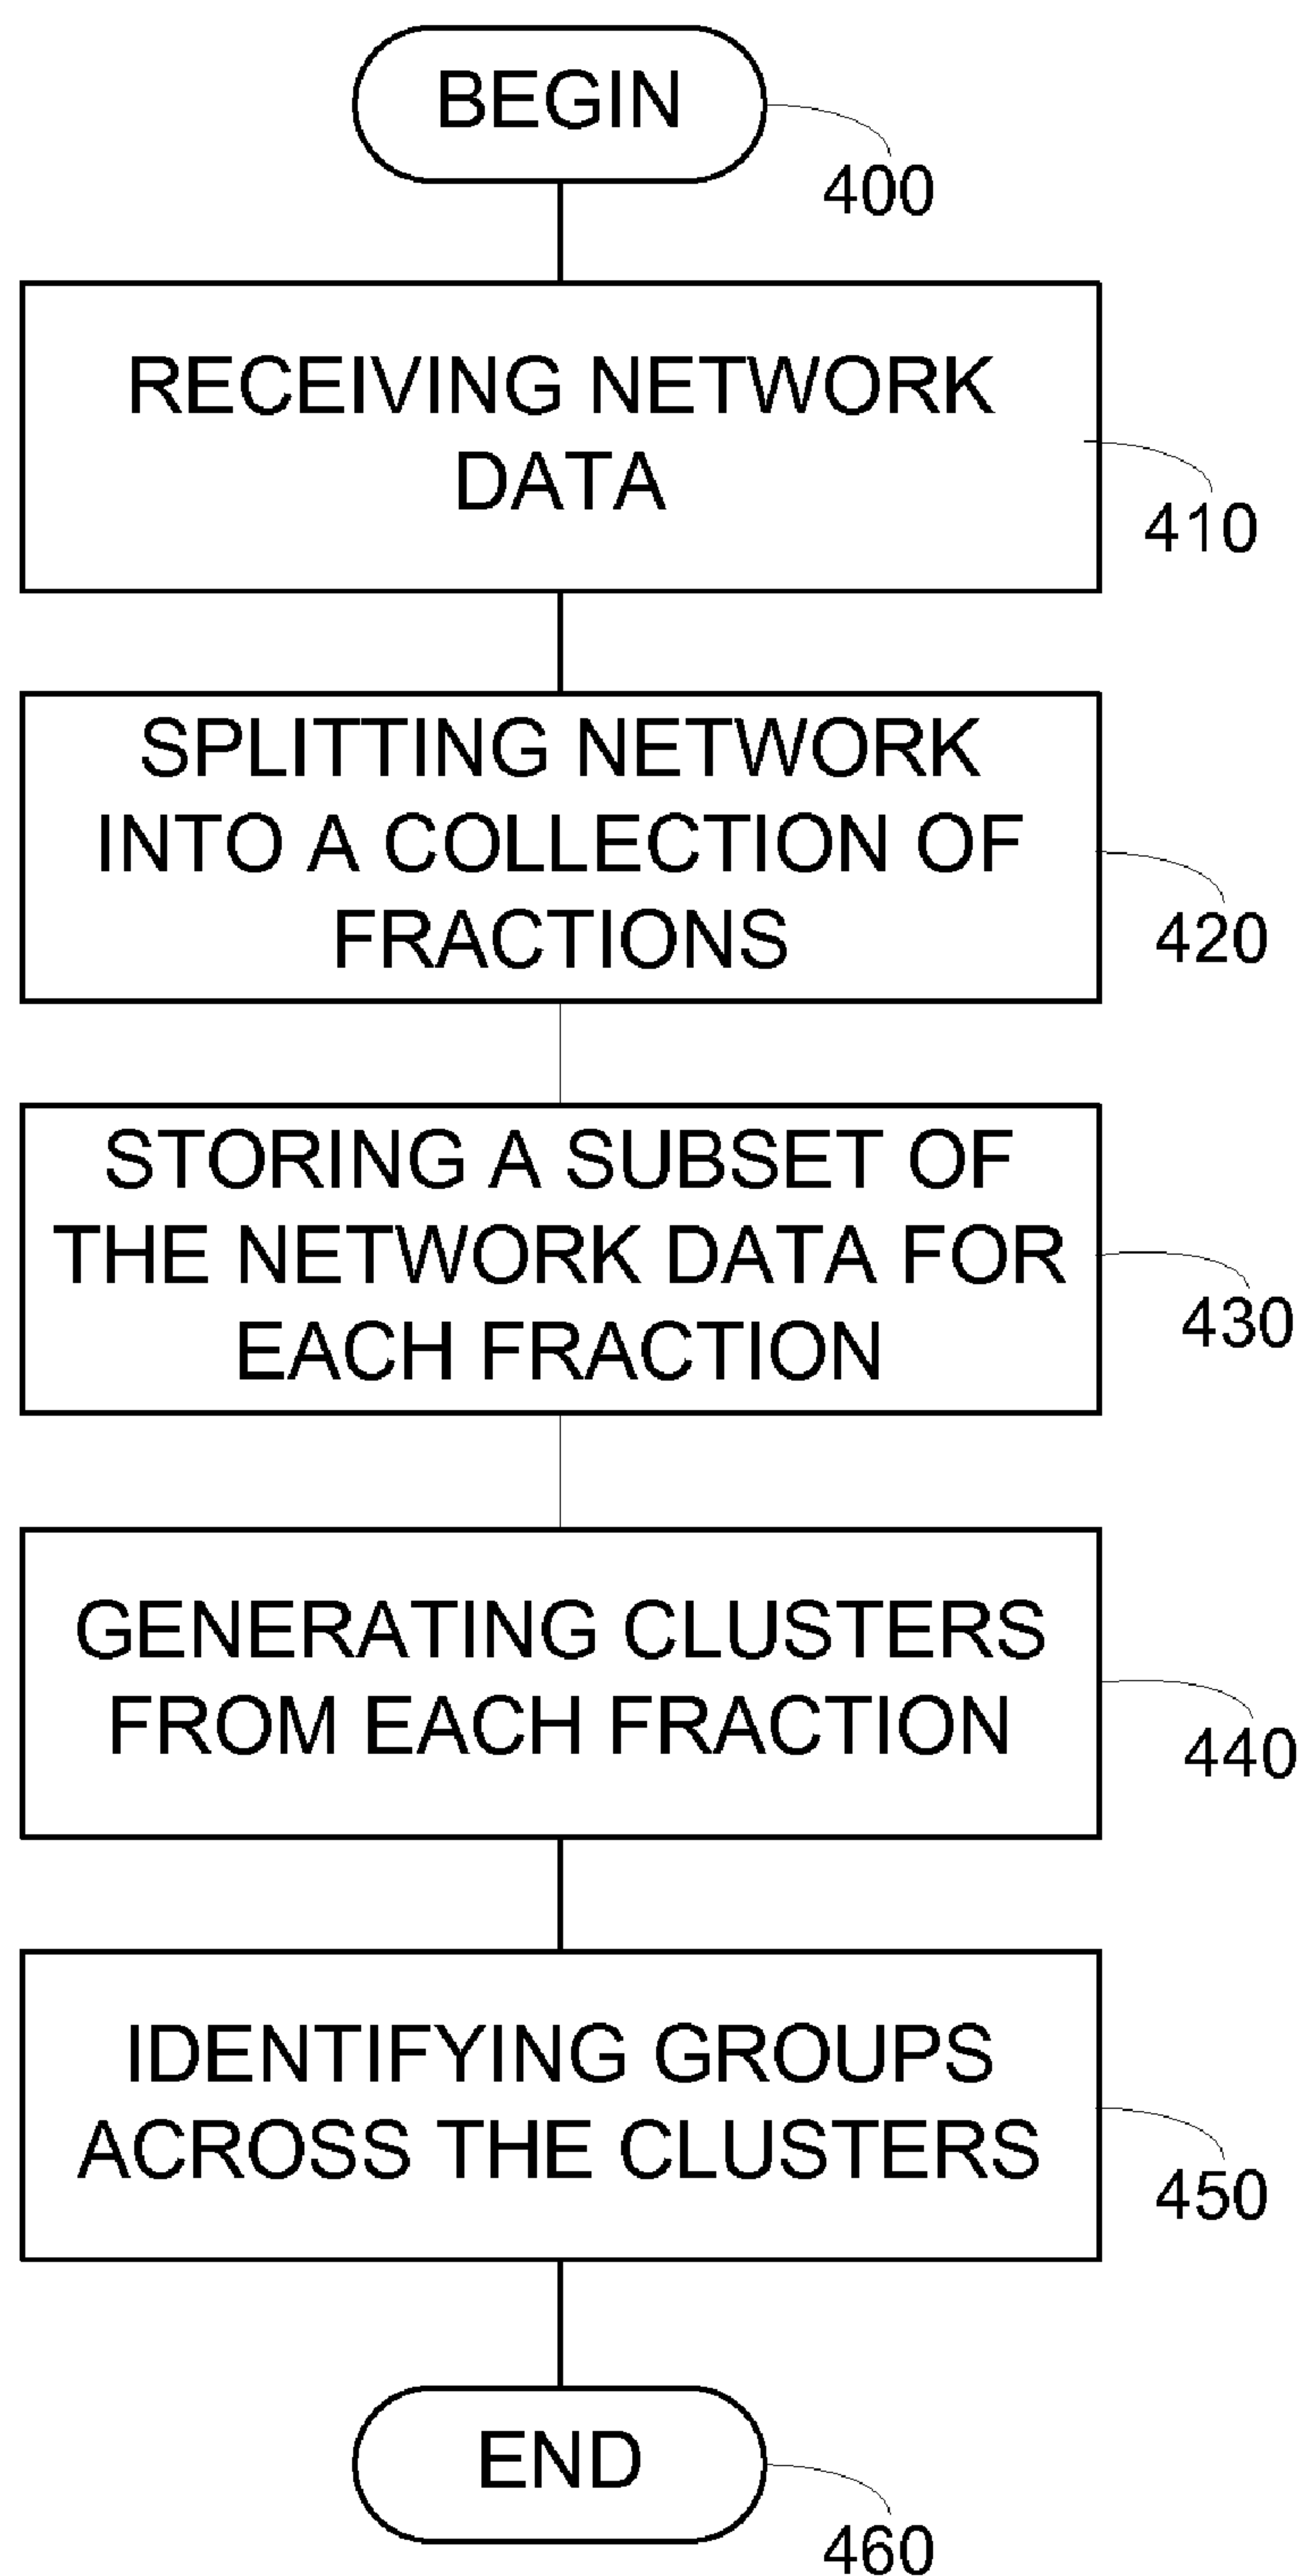 BEGIN
400
RECEIVING NETWORK
DATA
410
SPLITTING NETWORK
INTO A COLLECTION OF
FRACTIONS
420
STORING A SUBSET OF
THE NETWORK DATA FOR
EACH FRACTION
430
GENERATING CLUSTERS
FROM EACH FRACTION
440
IDENTIFYING GROUPS
ACROSS THE CLUSTERS
450
END
460